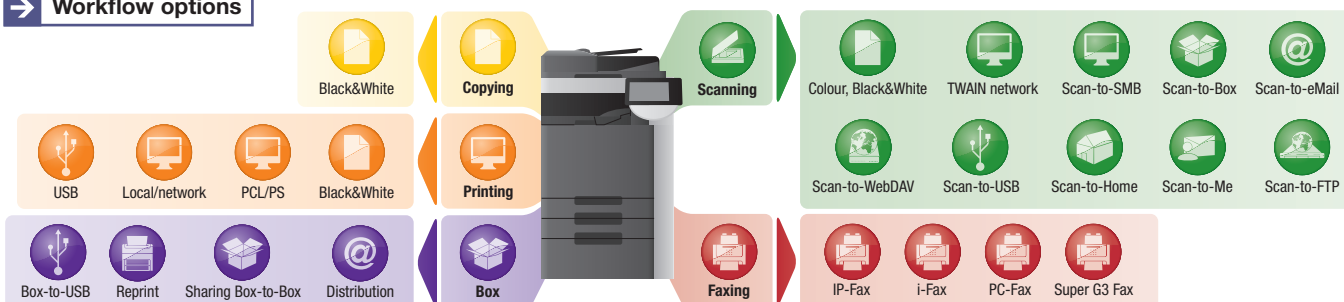 Workflow options
Black&White
Copying
Scanning
Colour, Black&White
TWAIN network
Scan-to-SMB
Scan-to-Box
Scan-to-eMail
USB
Local/network
PCL/PS
Black&White
Printing
Scan-to-WebDAV
Scan-to-USB
Scan-to-Home
Scan-to-Me
Scan-to-FTP
Box-to-USB
Reprint
Sharing Box-to-Box
Distribution
Box
Faxing
IP-Fax
i-Fax
PC-Fax
Super G3 Fax